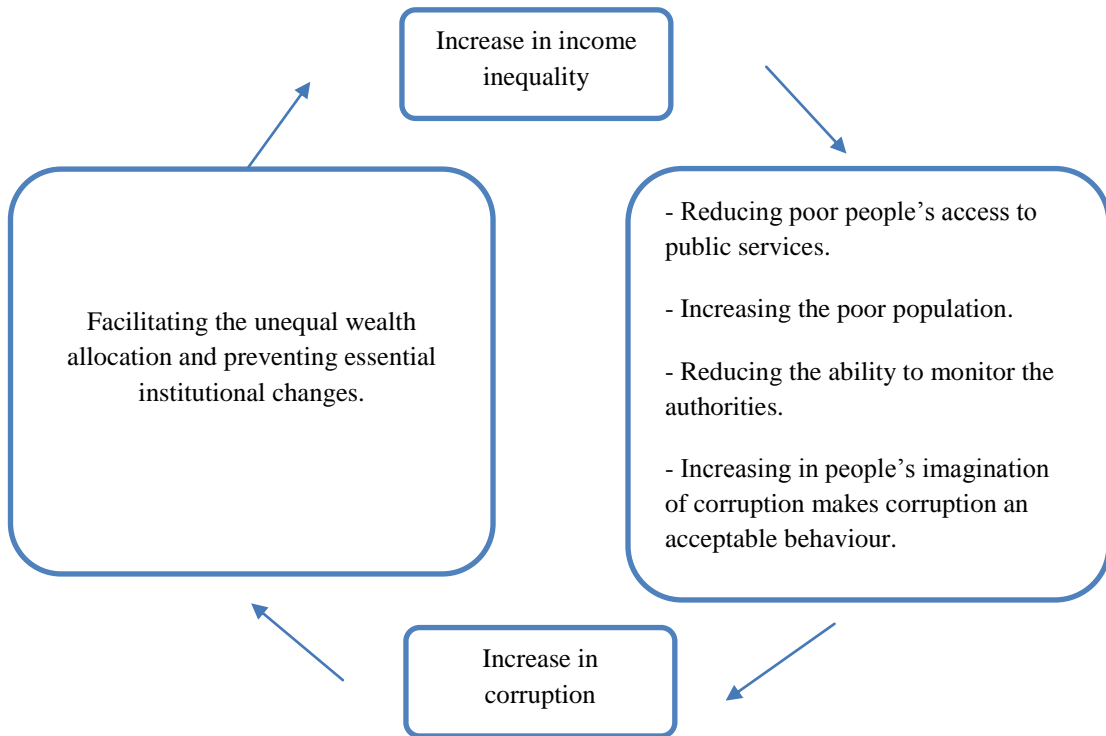 Increase in income
inequality
- Reducing poor people’s access to
public services.
- Increasing the poor population.
- Reducing the ability to monitor the
authorities.
- Increasing in people’s imagination
of corruption makes corruption an
acceptable behaviour.
Increase in
corruption
Facilitating the unequal wealth
allocation and preventing essential
institutional changes.